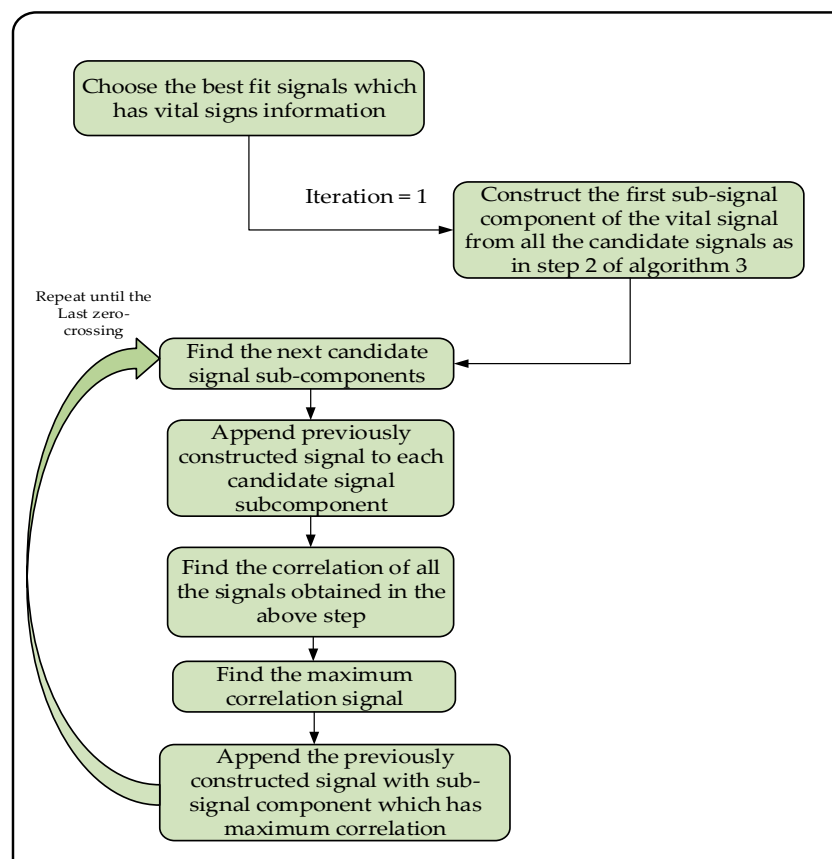 Choose the best fit signals which
has vital signs information
Iteration = 1
Construct the first sub-signal
component of the vital signal
from all the candidate signals as
in step 2 of algorithm 3
Repeat until the
Last zero-
crossing
Find the next candidate
signal sub-components
Append previously
constructed signal to each
candidate signal
subcomponent
Find the correlation of all
the signals obtained in the
above step
Find the maximum
correlation signal
Append the previously
constructed signal with sub-
signal component which has
maximum correlation